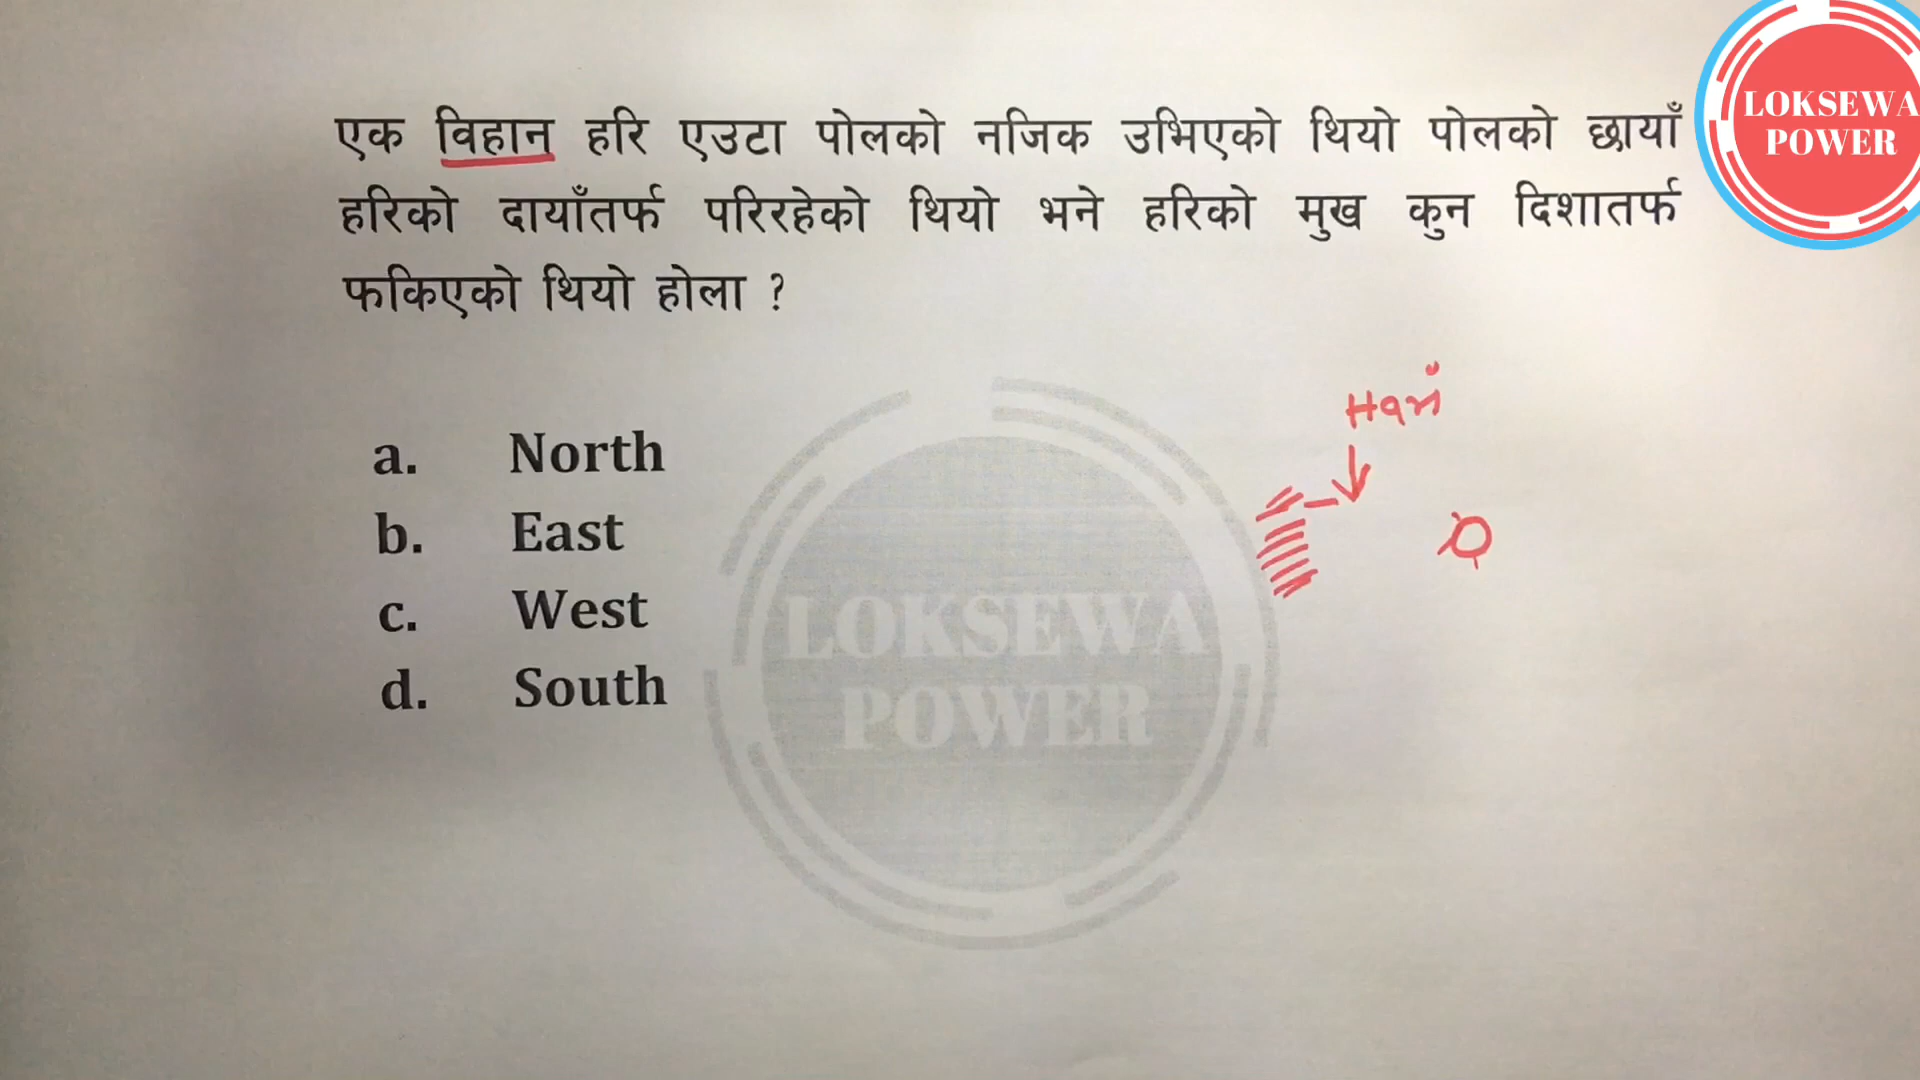 एक विहान हरि एउटा पोलको नजिक उभिएको थियो पोलको छायाँ
हरिको दायाँतर्फ परिरहेको थियो भने हरिको मुख कुन दिशातर्फ
फर्किएको थियो होला ?
a. North
b. East
c. West
d. South
Hari
LOKSEWA
POWER
LOKSEWA
POWER